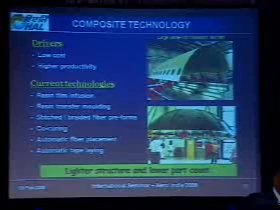 COMPOSITE TECHNOLOGY
NAL
Drivers
- Low cost
- Higher productivity
Current technologies
- Resin film infusion
- Resin transfer moulding
- Stitched / braided fiber pre-forms
- Co-curing
- Automatic fiber placement
- Automatic tape laying
Lighter structure and lower part count
International Seminar - Aero India 2009